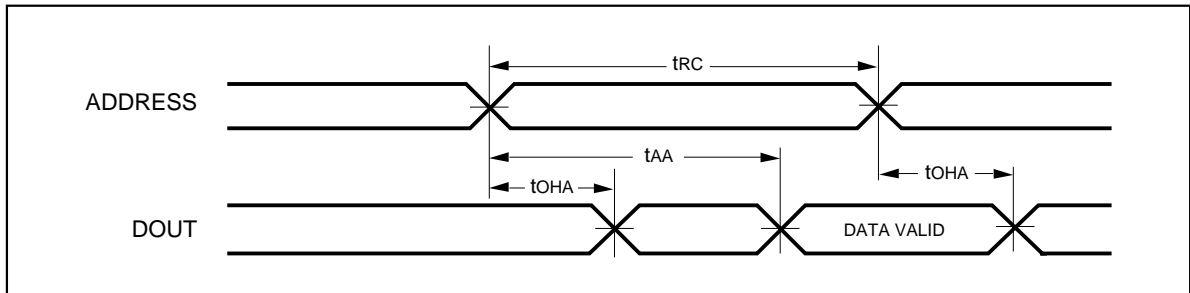 tRC
ADDRESS
tAA
tOHA
tOHA
DOUT
DATA VALID